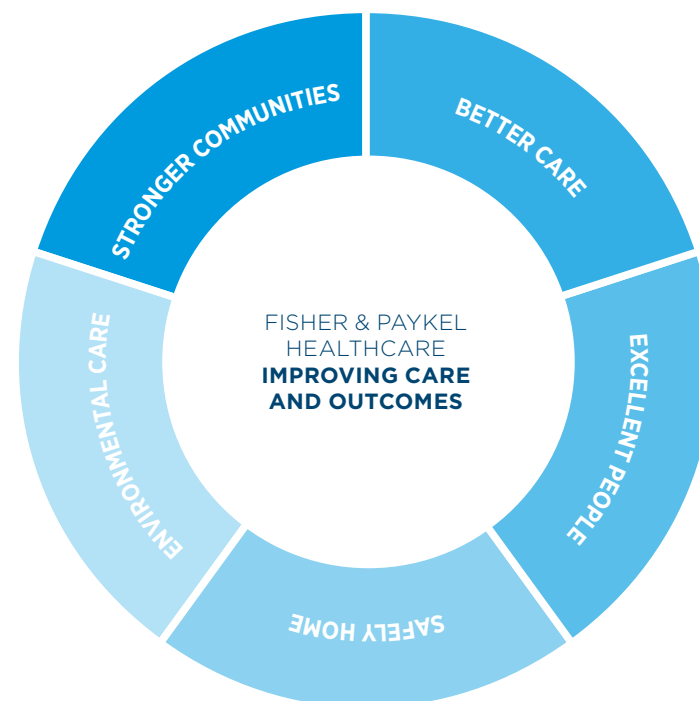 STRONGER COMMUNITIES
BETTER CARE
EXCELLENT PEOPLE
SAFELY HOME
ENVIRONMENTAL CARE
FISHER & PAYKEL
HEALTHCARE
IMPROVING CARE
AND OUTCOMES